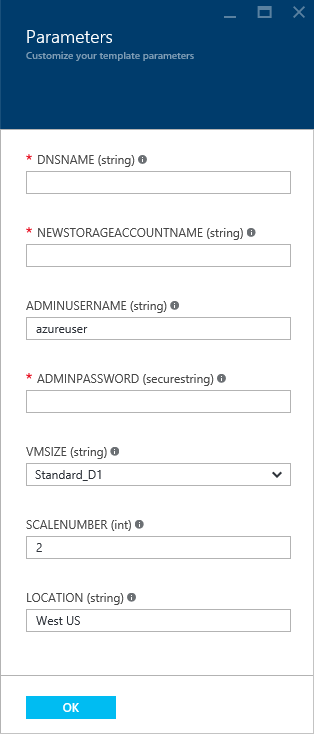 Parameters
Customize your template parameters
* DNSNAME (string)
* NEWSTORAGEACCOUNTNAME (string)
ADMINUSERNAME (string)
azureuser
* ADMINPASSWORD (securestring)
VMSIZE (string)
Standard_D1
SCALENUMBER (int)
2
LOCATION (string)
West US
OK